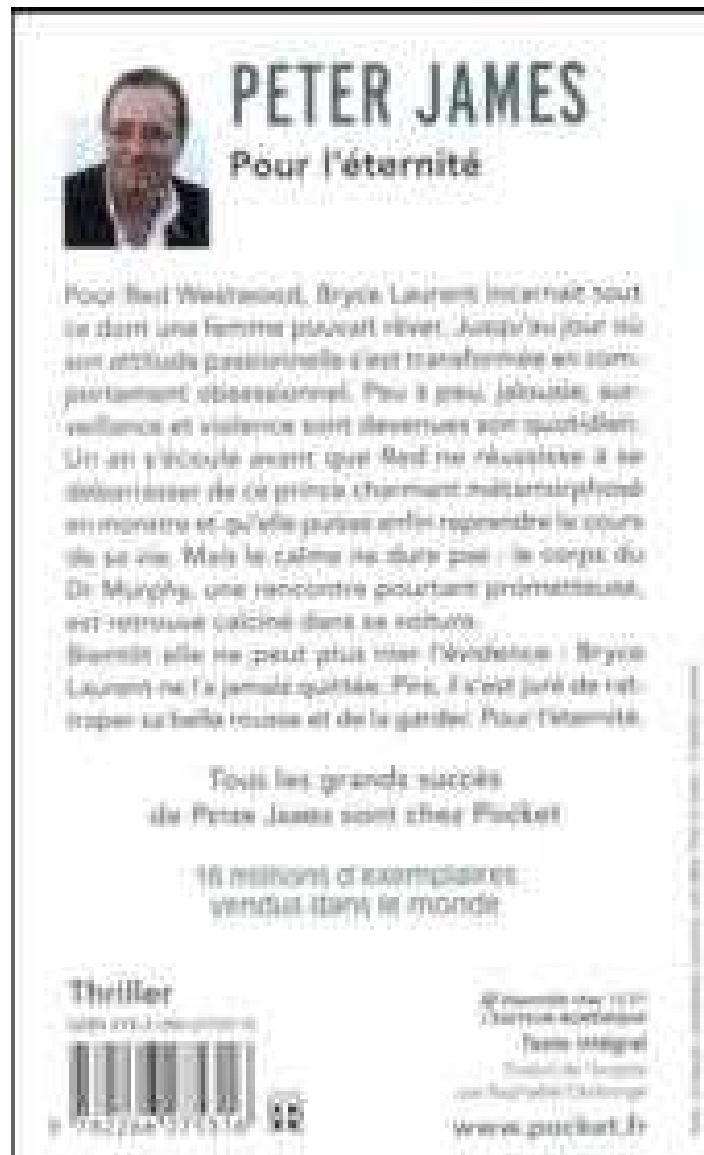 PETER JAMES
Pour l'éternité
Pour Red Westwood, Bryce Laurent incarnait tout
ce dont une femme pouvait rêver. Jusqu'au jour où
son attitude passionnelle s'est transformée en com-
portement obsessionnel. Peu à peu, jalousie, sur-
veillance et violence sont devenues son quotidien.
Un an s'écoule avant que Red ne réussisse à se
débarrasser de ce prince charmant métamorphosé
en monstre et qu'elle puisse enfin reprendre le cours
de sa vie. Mais le calme ne dure pas : le corps du
Dr Murphy, une rencontre pourtant prometteuse,
est retrouvé calciné dans sa voiture.
Bientôt elle ne peut plus nier l'évidence : Bryce
Laurent ne l'a jamais quittée. Pire, il s'est juré de rat-
traper sa belle rousse et de la garder. Pour l'éternité.
Tous les grands succès
de Peter James sont chez Pocket
16 millions d'exemplaires
vendus dans le monde
Thriller
Texte intégral
Traduit de l'anglais
www.pocket.fr